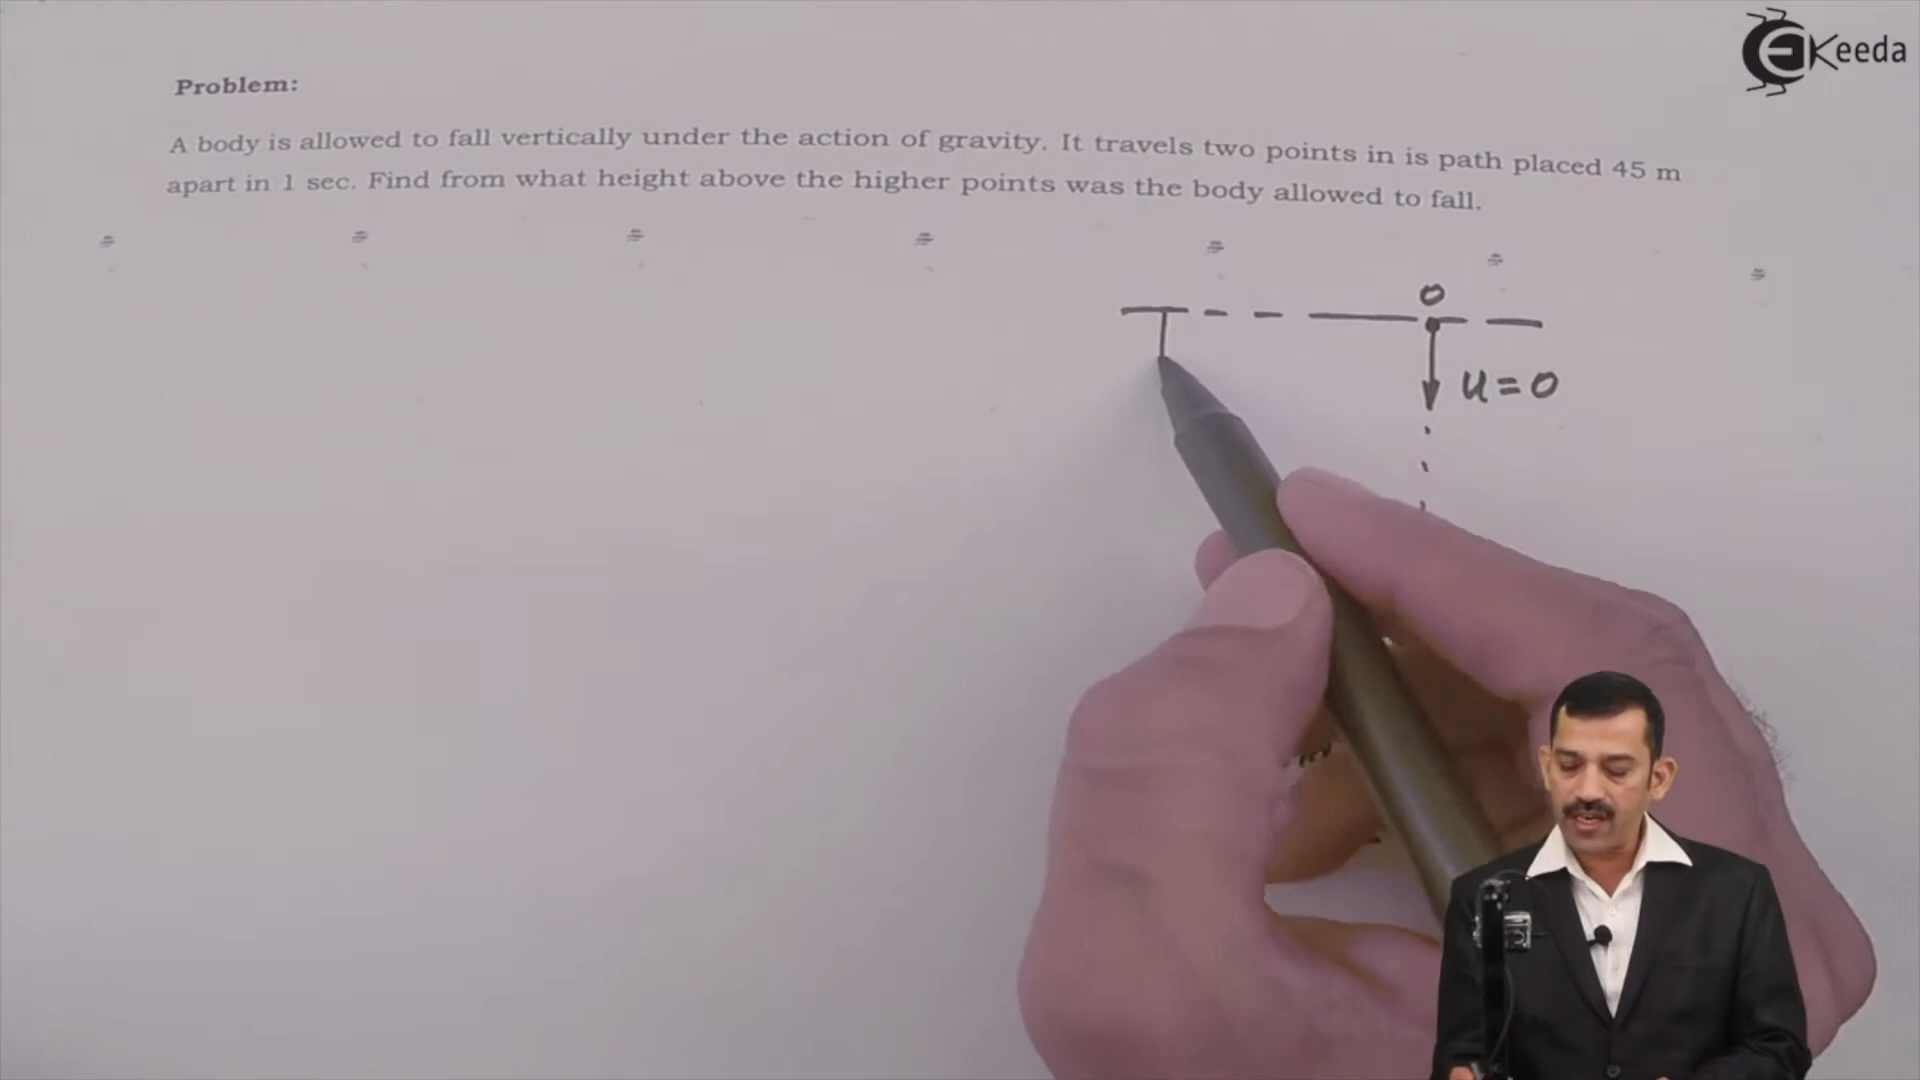 EKeeda
Problem:
A body is allowed to fall vertically under the action of gravity. It travels two points in is path placed 45 m
apart in 1 sec. Find from what height above the higher points was the body allowed to fall.
O
u=0